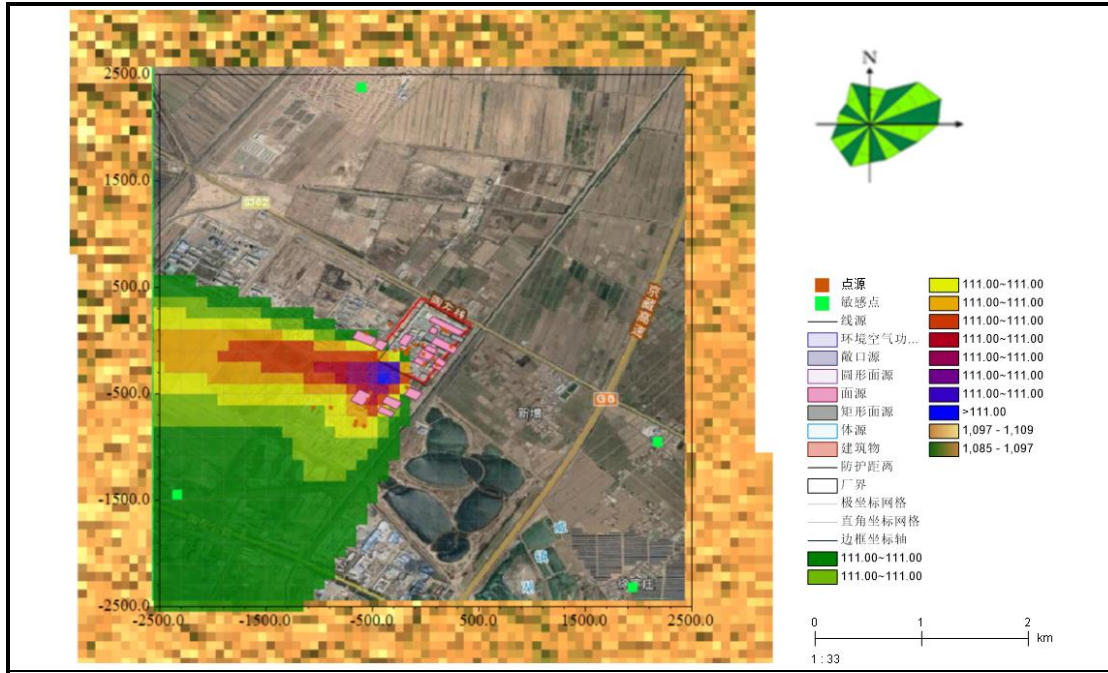 N
2500.0
1500.0
500.0
-500.0
-1500.0
-2500.0
-2500.0
-1500.0
-500.0
500.0
1500.0
2500.0
S302
G6
新增
点源
敏感点
线源
环境空气功...
敞口源
圆形面源
面源
矩形面源
体源
建筑物
防护距离
厂界
极坐标网格
直角坐标网格
边框坐标轴
111.00~111.00
111.00~111.00
111.00~111.00
111.00~111.00
111.00~111.00
111.00~111.00
111.00~111.00
111.00~111.00
111.00~111.00
>111.00
1,097 - 1,109
1,085 - 1,097
0
1
2
km
1 : 33